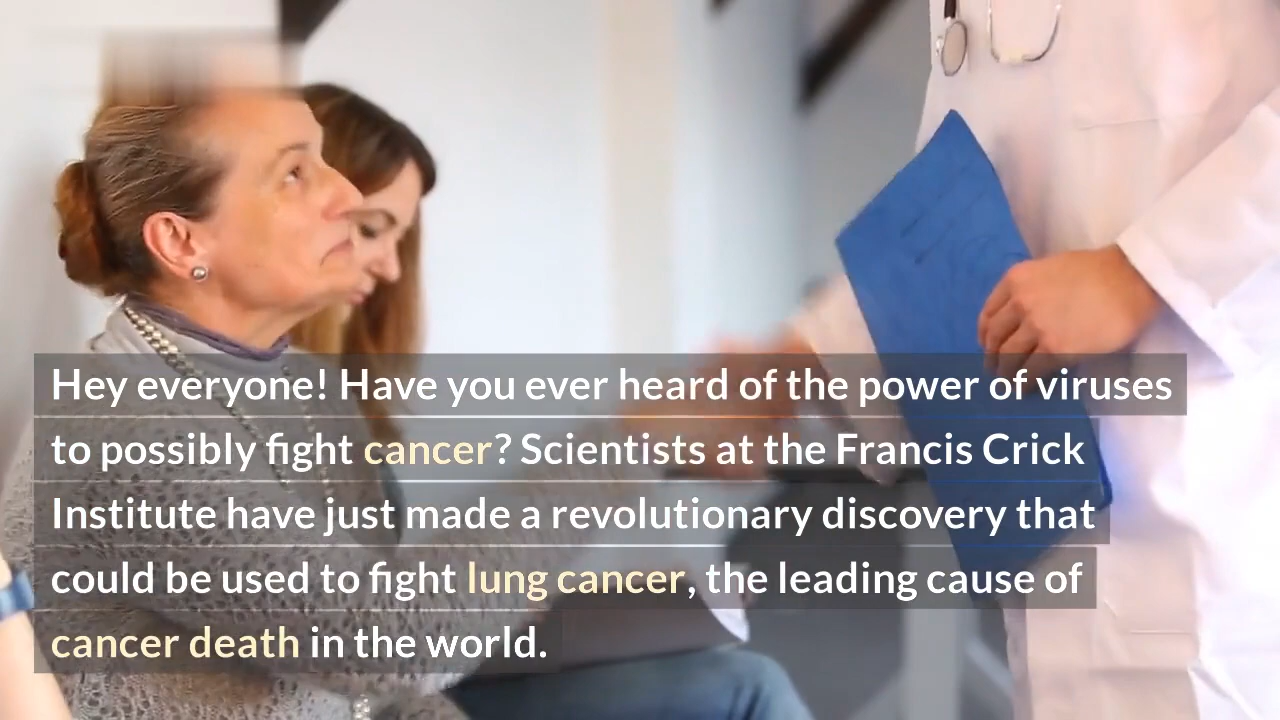 Hey everyone! Have you ever heard of the power of viruses
to possibly fight cancer? Scientists at the Francis Crick
Institute have just made a revolutionary discovery that
could be used to fight lung cancer, the leading cause of
cancer death in the world.